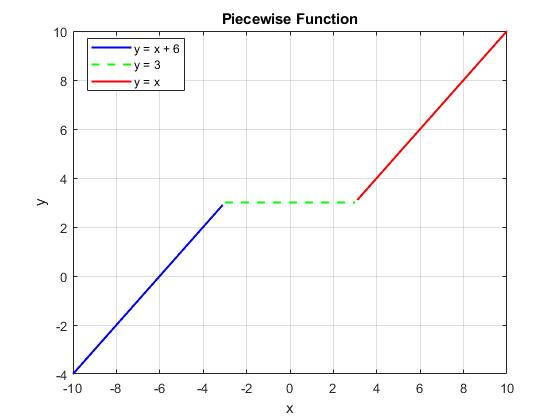 Piecewise Function
y = x + 6
y = 3
y = x
10
8
6
4
2
0
-2
-4
y
-10 -8 -6 -4 -2 0 2 4 6 8 10
x